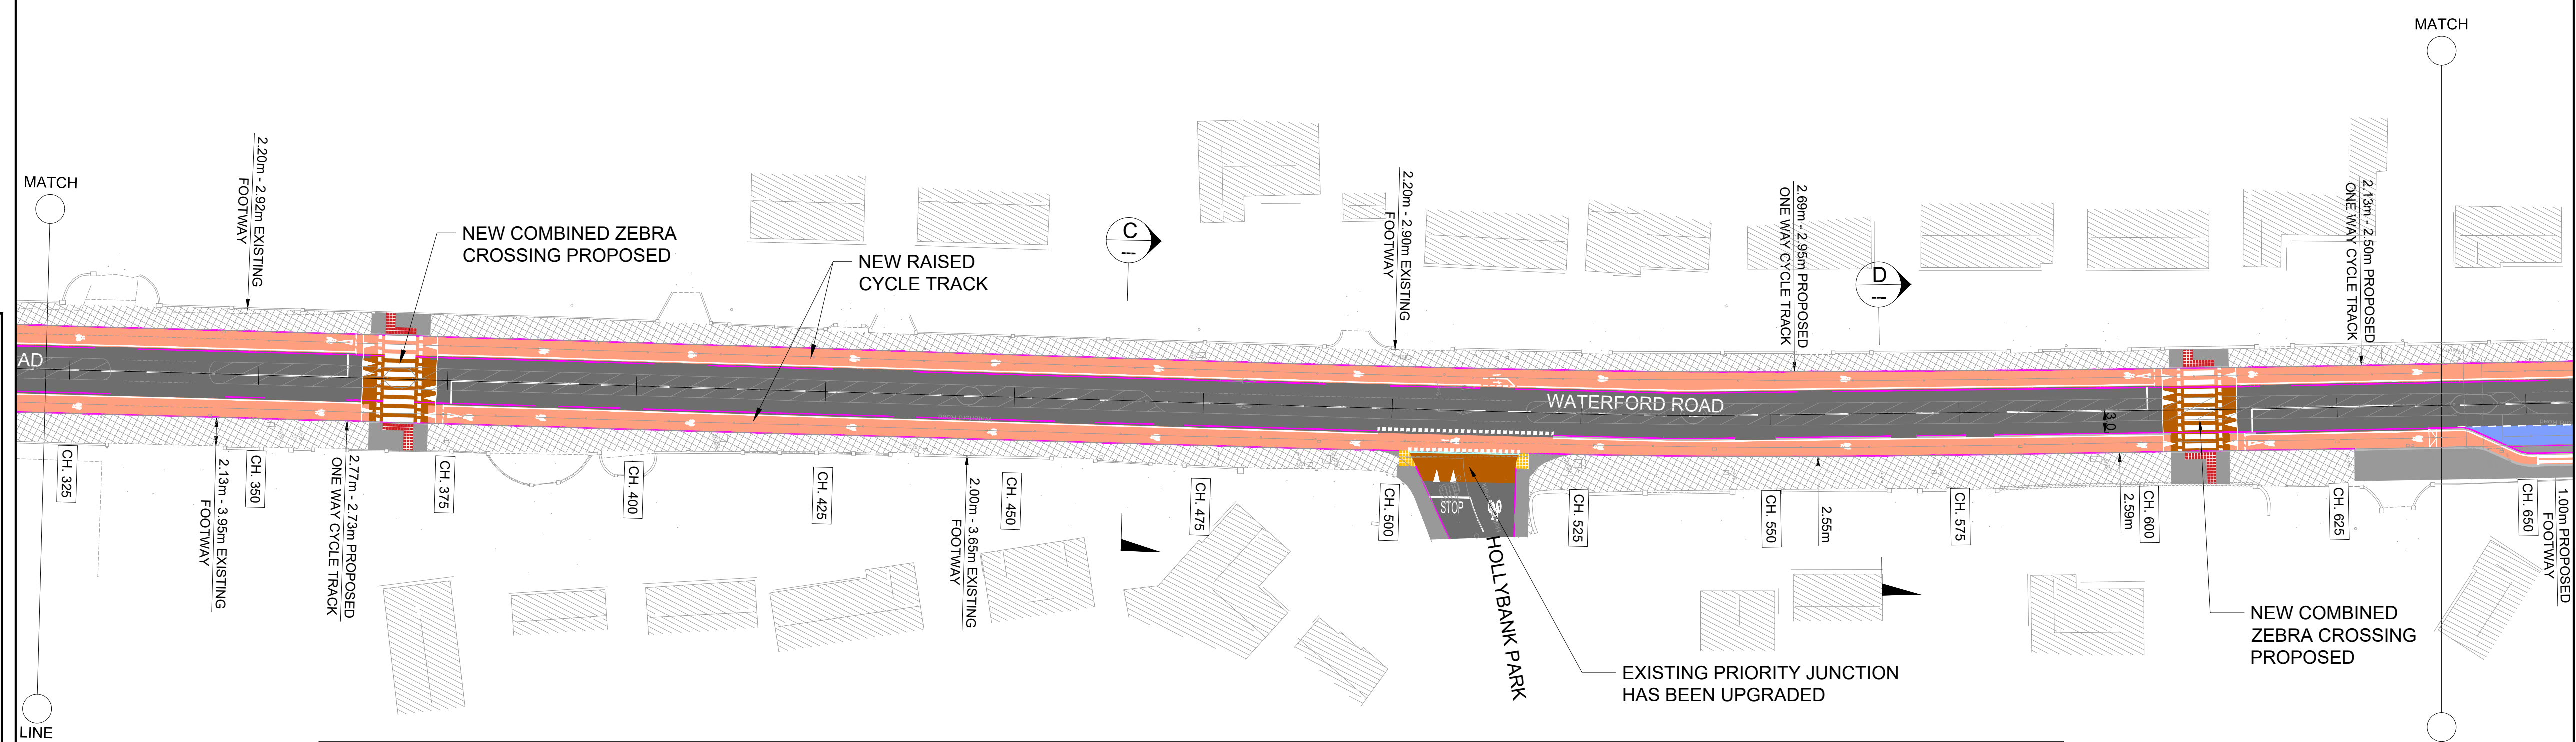 MATCH
MATCH
2.20m - 2.92m EXISTING
FOOTWAY
NEW COMBINED ZEBRA
CROSSING PROPOSED
NEW RAISED
CYCLE TRACK
C
---
2.20m - 2.90m EXISTING
FOOTWAY
2.69m - 2.95m PROPOSED
ONE WAY CYCLE TRACK
D
---
2.13m - 2.50m PROPOSED
ONE WAY CYCLE TRACK
AD
WATERFORD ROAD
3.0
CH. 325
2.13m - 3.95m EXISTING
FOOTWAY
CH. 350
2.77m - 2.73m PROPOSED
ONE WAY CYCLE TRACK
CH. 375
CH. 400
CH. 425
2.00m - 3.65m EXISTING
FOOTWAY
CH. 450
CH. 475
CH. 500
STOP
HOLLYBANK PARK
CH. 525
CH. 550
2.55m
CH. 575
2.59m
CH. 600
CH. 625
CH. 650
1.00m PROPOSED
FOOTWAY
EXISTING PRIORITY JUNCTION
HAS BEEN UPGRADED
NEW COMBINED
ZEBRA CROSSING
PROPOSED
LINE